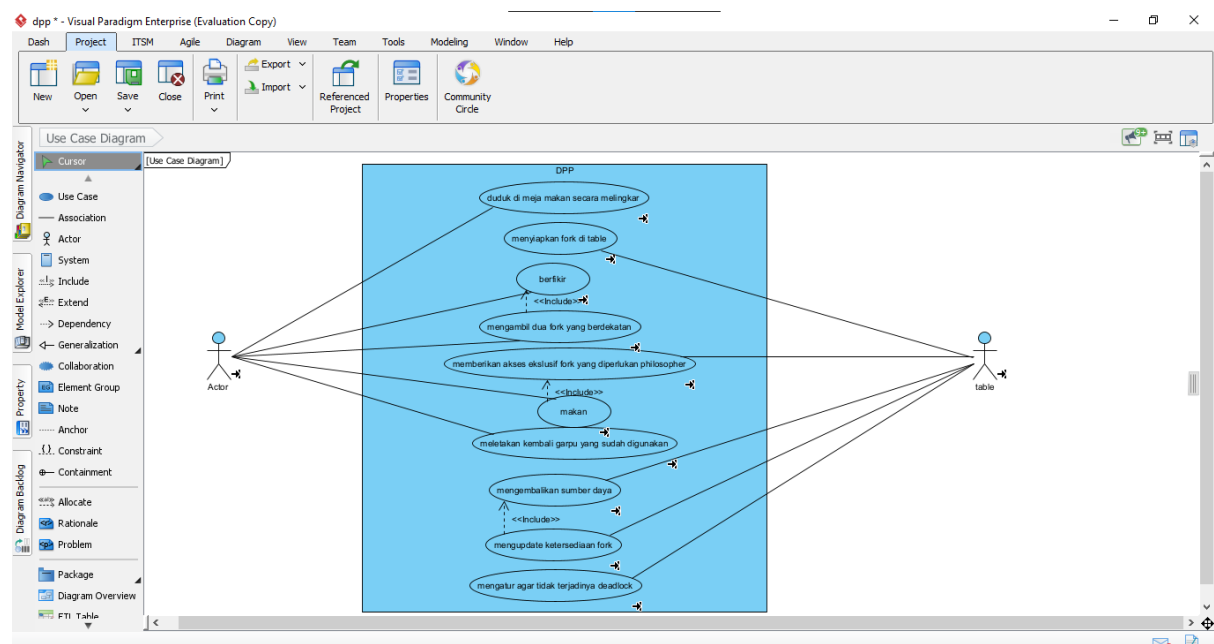 dpp * - Visual Paradigm Enterprise (Evaluation Copy)
Dash Project ITSM Agile Diagram View Team Tools Modeling Window Help
New Open Save Close Print Export Import Referenced Project Properties Community Circle
Use Case Diagram
Diagram Navigator
Model Explorer
Property
Diagram Backlog
Cursor
Use Case
Association
Actor
System
Include
Extend
Dependency
Generalization
Collaboration
Element Group
Note
Anchor
Constraint
Containment
Allocate
Rationale
Problem
Package
Diagram Overview
ETL Table
[Use Case Diagram]
DPP
duduk di meja makan secara melingkar
menyiapkan fork di table
berfikir
<<Include>>
mengambil dua fork yang berdekatan
memberikan akses ekslusif fork yang diperlukan philosopher
<<Include>>
makan
meletakan kembali garpu yang sudah digunakan
mengembalikan sumber daya
<<Include>>
mengupdate ketersediaan fork
mengatur agar tidak terjadinya deadlock
Actor
table